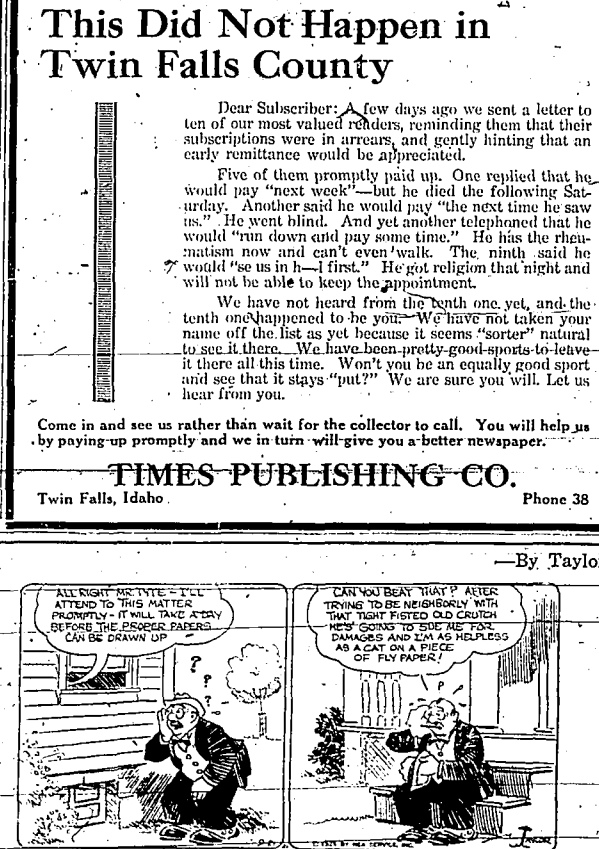 This Did Not Happen in
Twin Falls County
Dear Subscriber: A few days ago we sent a letter to
ten of our most valued readers, reminding them that their
subscriptions were in arrears, and gently hinting that an
early remittance would be appreciated.
Five of them promptly paid up. One replied that he
would pay "next week"—but he died the following Sat-
urday. Another said he would pay "the next time he saw
us." He went blind. And yet another telephoned that he
would "run down and pay some time." He has the rheu-
matism now and can't even walk. The ninth said he
would "se us in h—l first." He got religion that night and
will not be able to keep the appointment.
We have not heard from the tenth one yet, and the
tenth one happened to be you. We have not taken your
name off the list as yet because it seems "sorter" natural
to see it there. We have been pretty good sports to leave
it there all this time. Won't you be an equally good sport
and see that it stays "put?" We are sure you will. Let us
hear from you.
Come in and see us rather than wait for the collector to call. You will help us
by paying up promptly and we in turn will give you a better newspaper.
TIMES PUBLISHING CO.
Twin Falls, Idaho
Phone 38
—By Taylo
ALL RIGHT MR. TYTE – I'LL
ATTEND TO THIS MATTER
PROMPTLY – IT WILL TAKE A DAY
BEFORE THE PROPER PAPERS
CAN BE DRAWN UP
? ? ?
CAN YOU BEAT THAT? AFTER
TRYING TO BE NEIGHBORLY WITH
THAT TIGHT FISTED OLD CRUTCH
HE'S GOING TO SUE ME FOR
DAMAGES AND I'M AS HELPLESS
AS A CAT ON A PIECE
OF FLY PAPER!
?
BY NEA SERVICE, INC.
TAYLOR